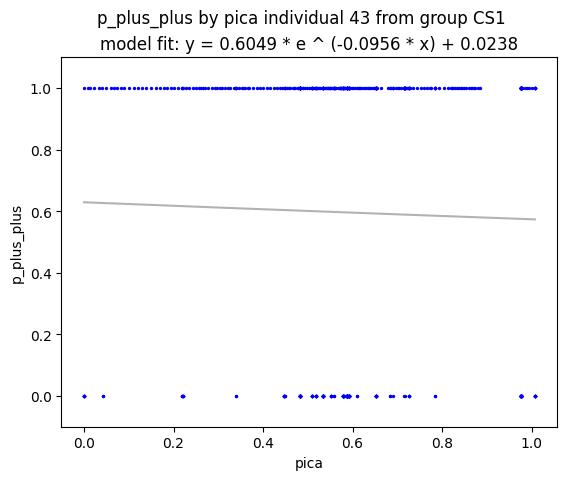 p_plus_plus by pica individual 43 from group CS1
model fit: y = 0.6049 * e ^ (-0.0956 * x) + 0.0238
1.0
0.8
0.6
0.4
0.2
0.0
p_plus_plus
0.0 0.2 0.4 0.6 0.8 1.0
pica